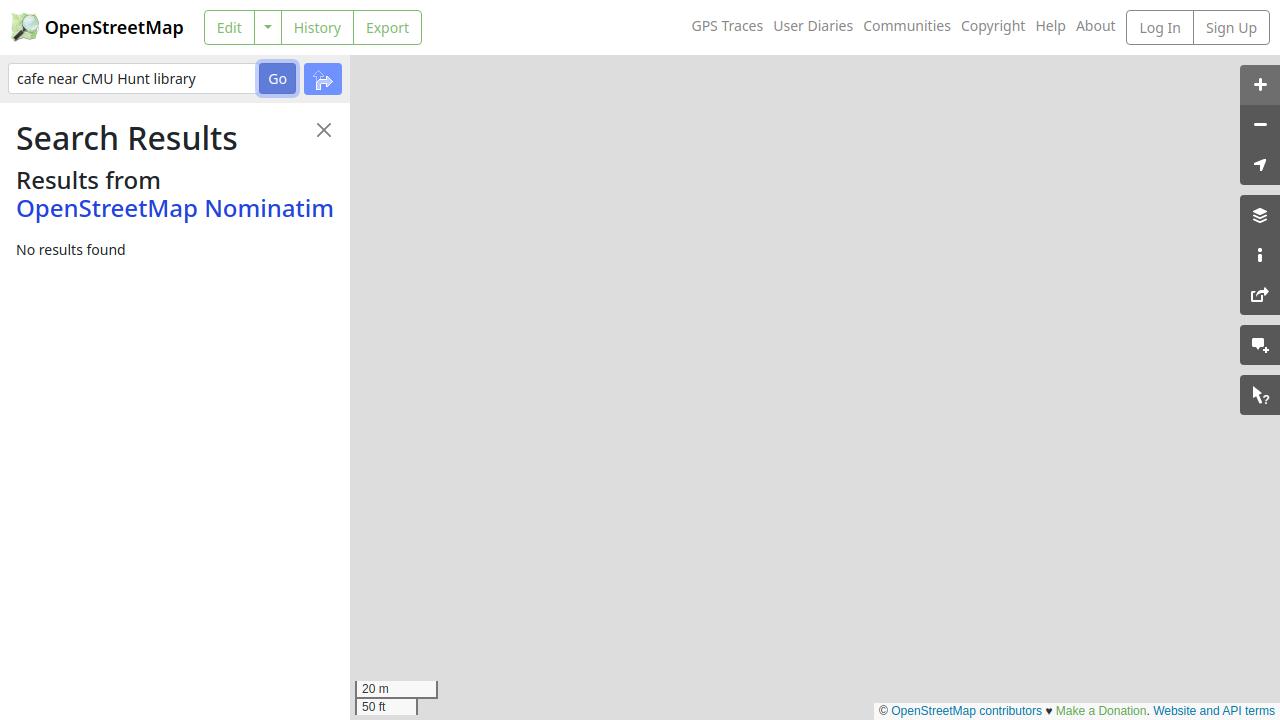 OpenStreetMap
Edit
History
Export
GPS Traces
User Diaries
Communities
Copyright
Help
About
Log In
Sign Up
cafe near CMU Hunt library
Go
Search Results
Results from
OpenStreetMap Nominatim
No results found
20 m
50 ft
© OpenStreetMap contributors ♥ Make a Donation. Website and API terms